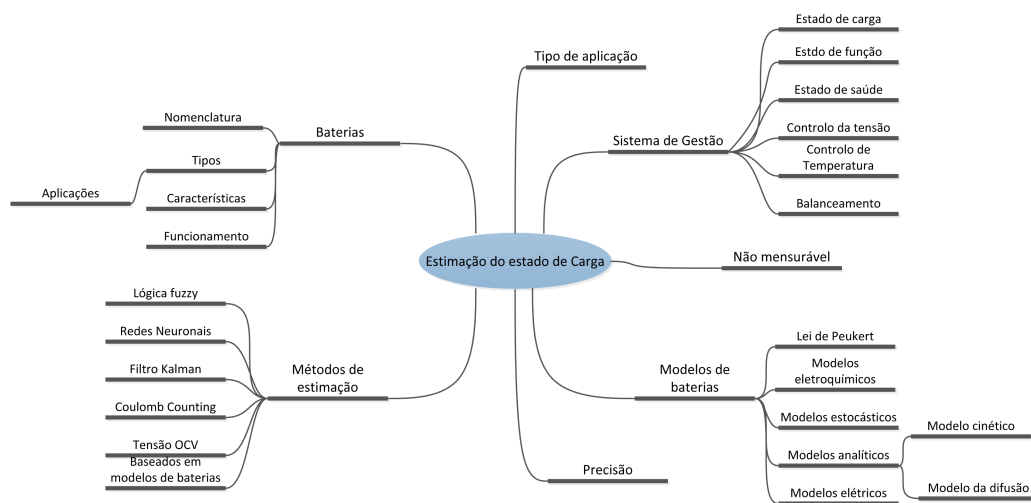 Estimação do estado de Carga
Baterias
Nomenclatura
Tipos
Aplicações
Características
Funcionamento
Métodos de
estimação
Lógica fuzzy
Redes Neuronais
Filtro Kalman
Coulomb Counting
Tensão OCV
Baseados em
modelos de baterias
Tipo de aplicação
Sistema de Gestão
Estado de carga
Estdo de função
Estado de saúde
Controlo da tensão
Controlo de
Temperatura
Balanceamento
Não mensurável
Modelos de
baterias
Lei de Peukert
Modelos
eletroquímicos
Modelos estocásticos
Modelos analíticos
Modelo cinético
Modelo da difusão
Modelos elétricos
Precisão